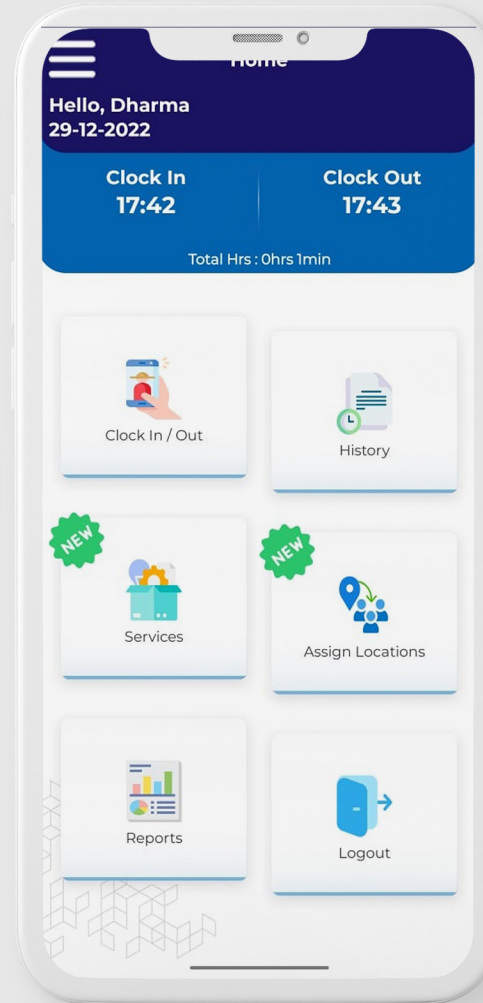 Home
Hello, Dharma
29-12-2022
Clock In
Clock Out
17:42
17:43
Total Hrs : 0hrs 1min
Clock In / Out
History
NEW
NEW
Services
Assign Locations
Reports
Logout